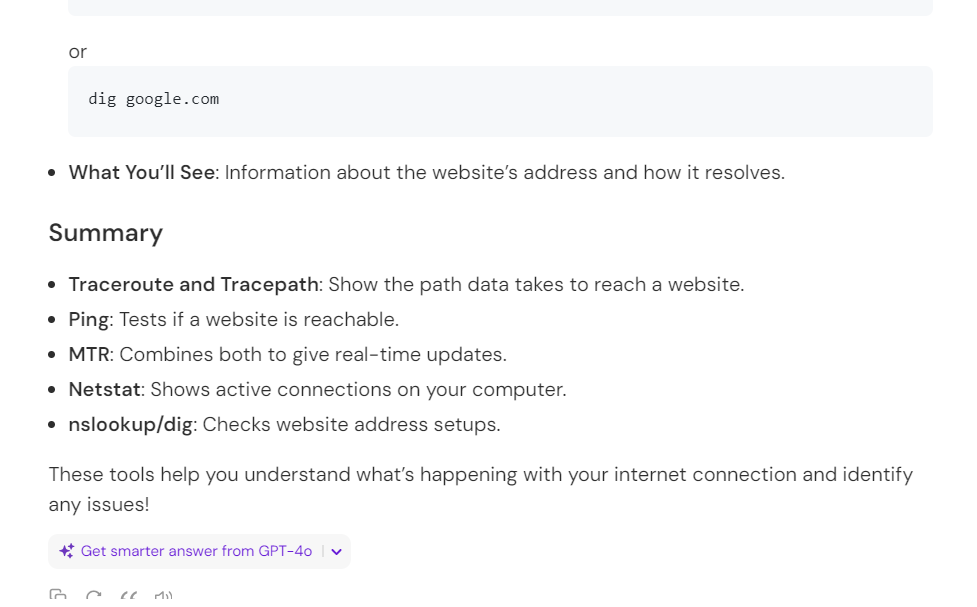 or
dig google.com
What You’ll See: Information about the website’s address and how it resolves.
Summary
Traceroute and Tracepath: Show the path data takes to reach a website.
Ping: Tests if a website is reachable.
MTR: Combines both to give real-time updates.
Netstat: Shows active connections on your computer.
nslookup/dig: Checks website address setups.
These tools help you understand what’s happening with your internet connection and identify
any issues!
Get smarter answer from GPT-4o